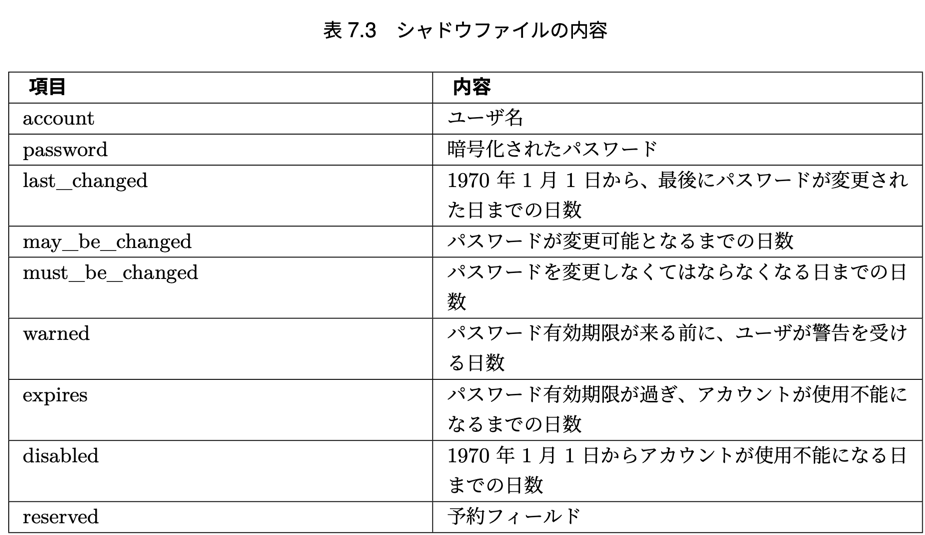 表 7.3　シャドウファイルの内容
項目　内容
account　ユーザ名
password　暗号化されたパスワード
last_changed　1970 年 1 月 1 日から、最後にパスワードが変更され
た日までの日数
may_be_changed　パスワードが変更可能となるまでの日数
must_be_changed　パスワードを変更しなくてはならなくなる日までの日
数
warned　パスワード有効期限が来る前に、ユーザが警告を受け
る日数
expires　パスワード有効期限が過ぎ、アカウントが使用不能に
なるまでの日数
disabled　1970 年 1 月 1 日からアカウントが使用不能になる日
までの日数
reserved　予約フィールド